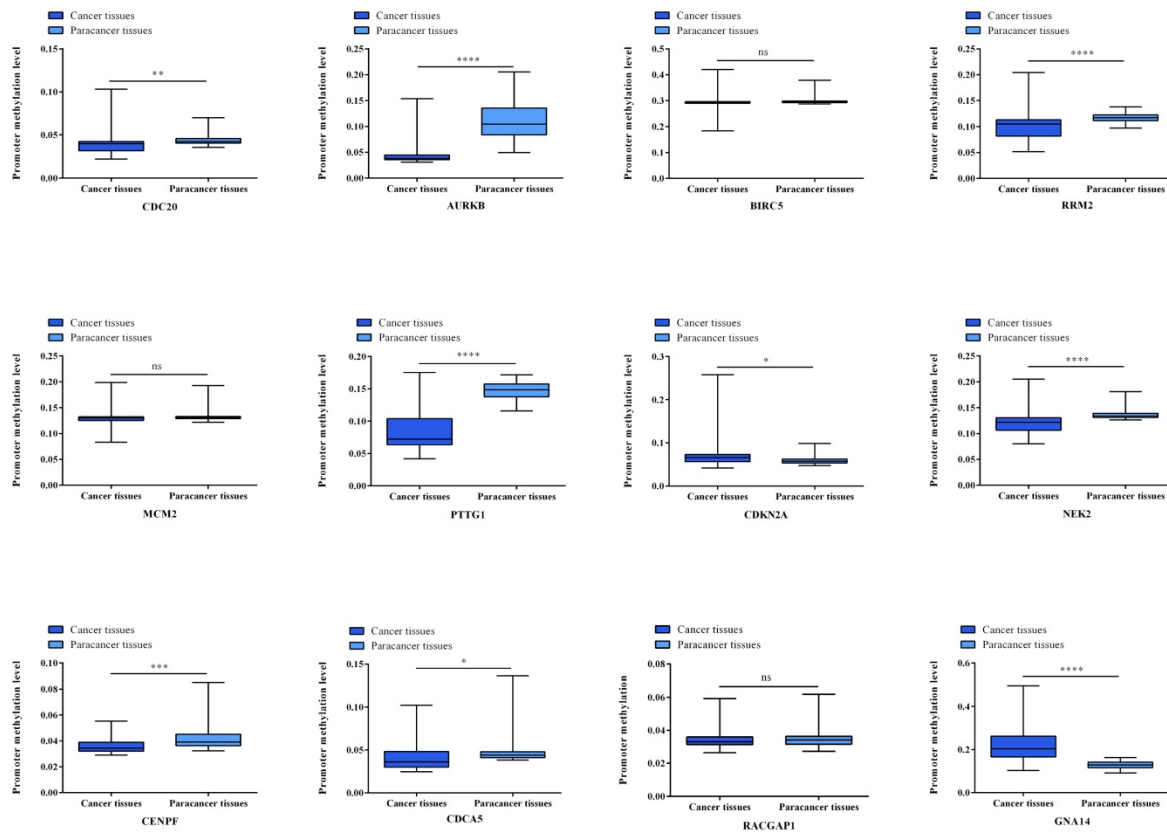 Cancer tissues
Paracancer tissues
Promoter methylation level
0.15
0.10
0.05
0.00
**
Cancer tissues Paracancer tissues
CDC20
Cancer tissues
Paracancer tissues
Promoter methylation level
0.25
0.20
0.15
0.10
0.05
0.00
****
Cancer tissues Paracancer tissues
AURKB
Cancer tissues
Paracancer tissues
Promoter methylation level
0.5
0.4
0.3
0.2
0.1
0.0
ns
Cancer tissues Paracancer tissues
BIRC5
Cancer tissues
Paracancer tissues
Promoter methylation level
0.25
0.20
0.15
0.10
0.05
0.00
****
Cancer tissues Paracancer tissues
RRM2
Cancer tissues
Paracancer tissues
Promoter methylation level
0.25
0.20
0.15
0.10
0.05
0.00
ns
Cancer tissues Paracancer tissues
MCM2
Cancer tissues
Paracancer tissues
Promoter methylation level
0.20
0.15
0.10
0.05
0.00
****
Cancer tissues Paracancer tissues
PTTG1
Cancer tissues
Paracancer tissues
Promoter methylation level
0.3
0.2
0.1
0.0
*
Cancer tissues Paracancer tissues
CDKN2A
Cancer tissues
Paracancer tissues
Promoter methylation level
0.25
0.20
0.15
0.10
0.05
0.00
****
Cancer tissues Paracancer tissues
NEK2
Cancer tissues
Paracancer tissues
Promoter methylation level
0.10
0.08
0.06
0.04
0.02
0.00
***
Cancer tissues Paracancer tissues
CENPF
Cancer tissues
Paracancer tissues
Promoter methylation level
0.15
0.10
0.05
0.00
*
Cancer tissues Paracancer tissues
CDCA5
Cancer tissues
Paracancer tissues
Promoter methylation
0.08
0.06
0.04
0.02
0.00
ns
Cancer tissues Paracancer tissues
RACGAP1
Cancer tissues
Paracancer tissues
Promoter methylation level
0.6
0.4
0.2
0.0
****
Cancer tissues Paracancer tissues
GNA14